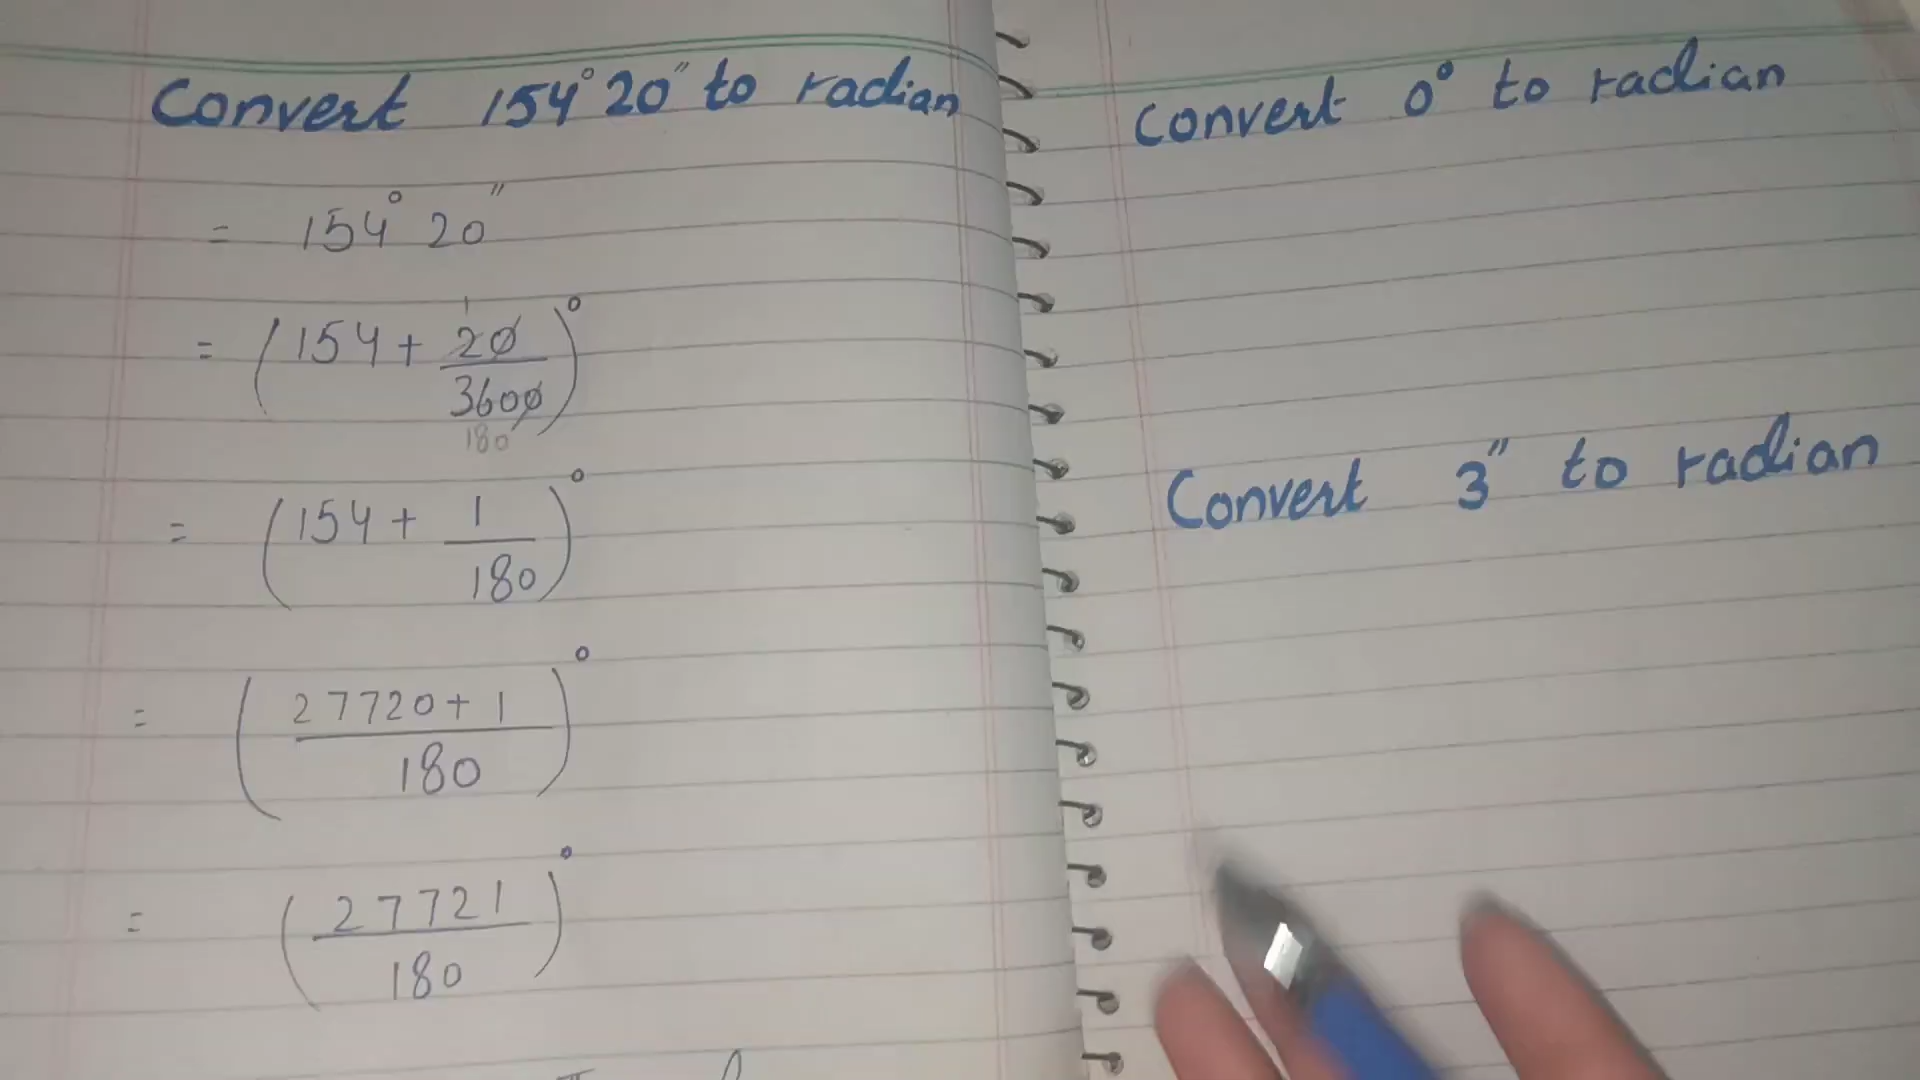 Convert 154° 20" to radian
= 154° 20"
= (154 + 20/3600)°
1
180
= (154 + 1/180)°
= (27720 + 1/180)°
= (27721/180)°
Convert 0° to radian
Convert 3" to radian